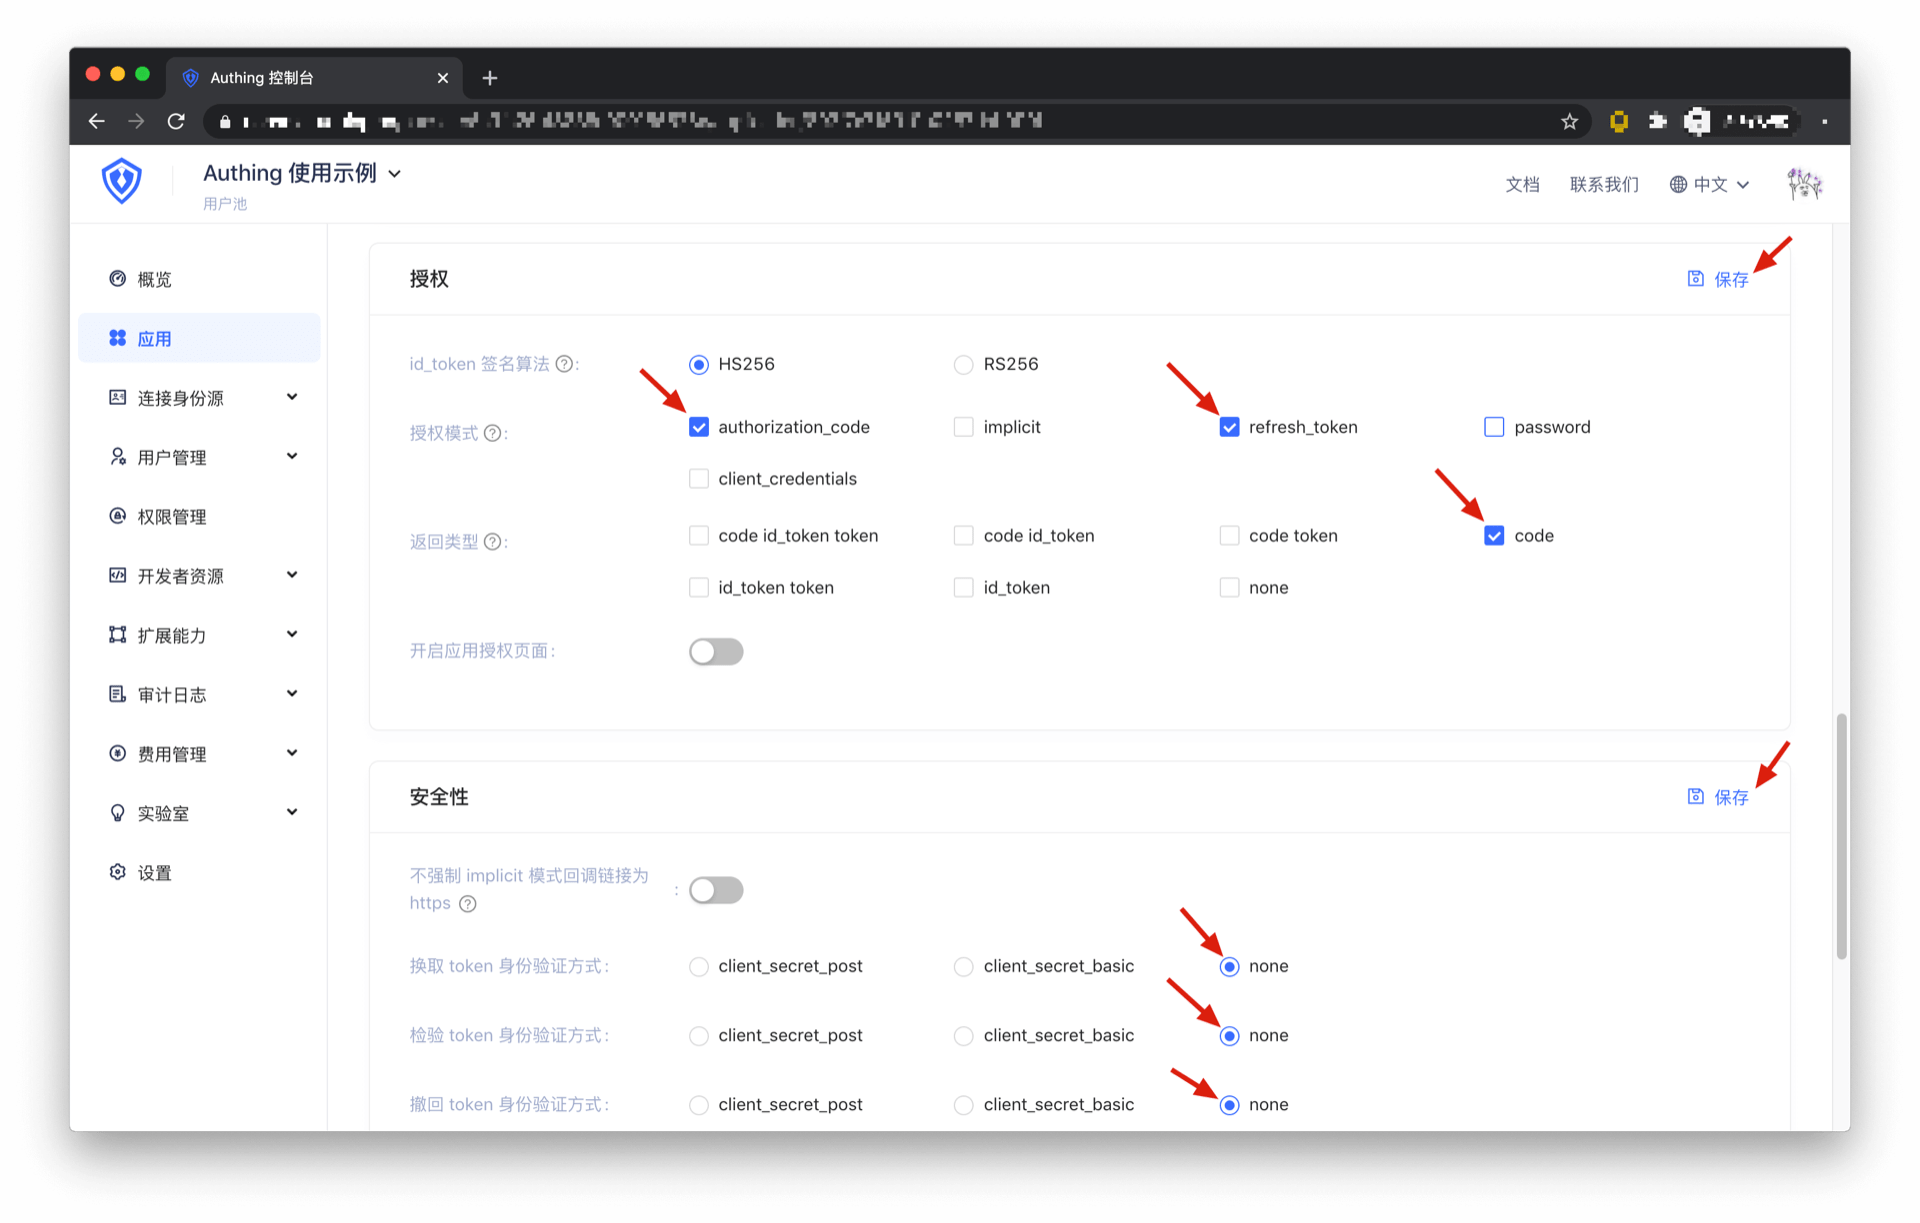 Authing 控制台
Authing 使用示例
用户池
文档
联系我们
中文
概览
应用
连接身份源
用户管理
权限管理
开发者资源
扩展能力
审计日志
费用管理
实验室
设置
授权
保存
id_token 签名算法 ? :
HS256
RS256
授权模式 ? :
authorization_code
implicit
refresh_token
password
client_credentials
返回类型 ? :
code id_token token
code id_token
code token
code
id_token token
id_token
none
开启应用授权页面 :
安全性
保存
不强制 implicit 模式回调链接为
https ? :
换取 token 身份验证方式 :
client_secret_post
client_secret_basic
none
检验 token 身份验证方式 :
client_secret_post
client_secret_basic
none
撤回 token 身份验证方式 :
client_secret_post
client_secret_basic
none